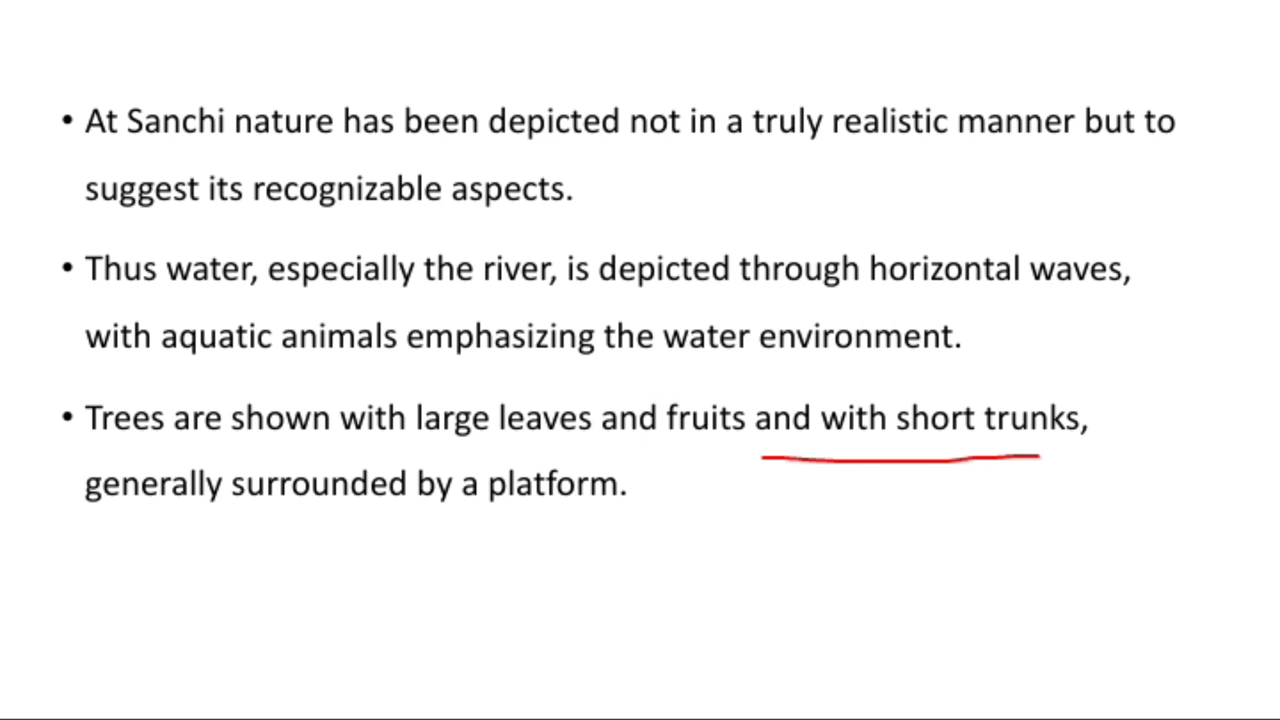 • At Sanchi nature has been depicted not in a truly realistic manner but to
suggest its recognizable aspects.
• Thus water, especially the river, is depicted through horizontal waves,
with aquatic animals emphasizing the water environment.
• Trees are shown with large leaves and fruits and with short trunks,
generally surrounded by a platform.